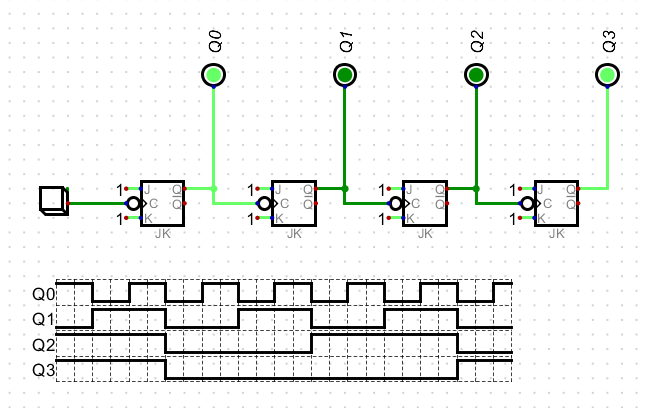 Q0 Q1 Q2 Q3
1 J Q 1 J Q 1 J Q 1 J Q
C Q C Q C Q C Q
1 K 1 K 1 K 1 K
JK JK JK JK
Q0
Q1
Q2
Q3